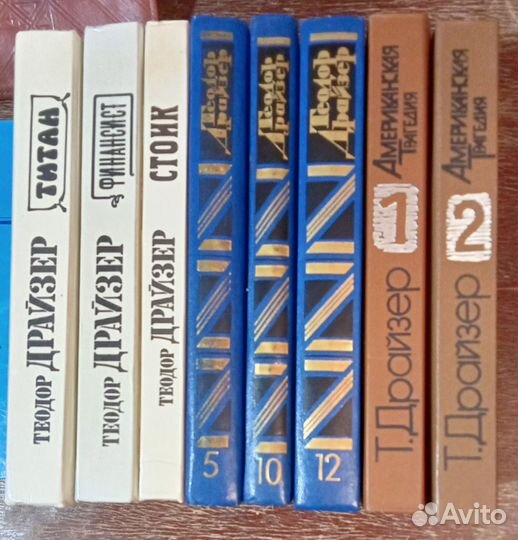 ТЕОДОР ДРАЙЗЕР ТИТАН
ТЕОДОР ДРАЙЗЕР ФИНАНСИСТ
ТЕОДОР ДРАЙЗЕР СТОИК
Теодор
Драйзер
5
Теодор
Драйзер
10
Теодор
Драйзер
12
Т. Драйзер 1 Американская
Трагедия
Т. Драйзер 2 Американская
Трагедия
Avito